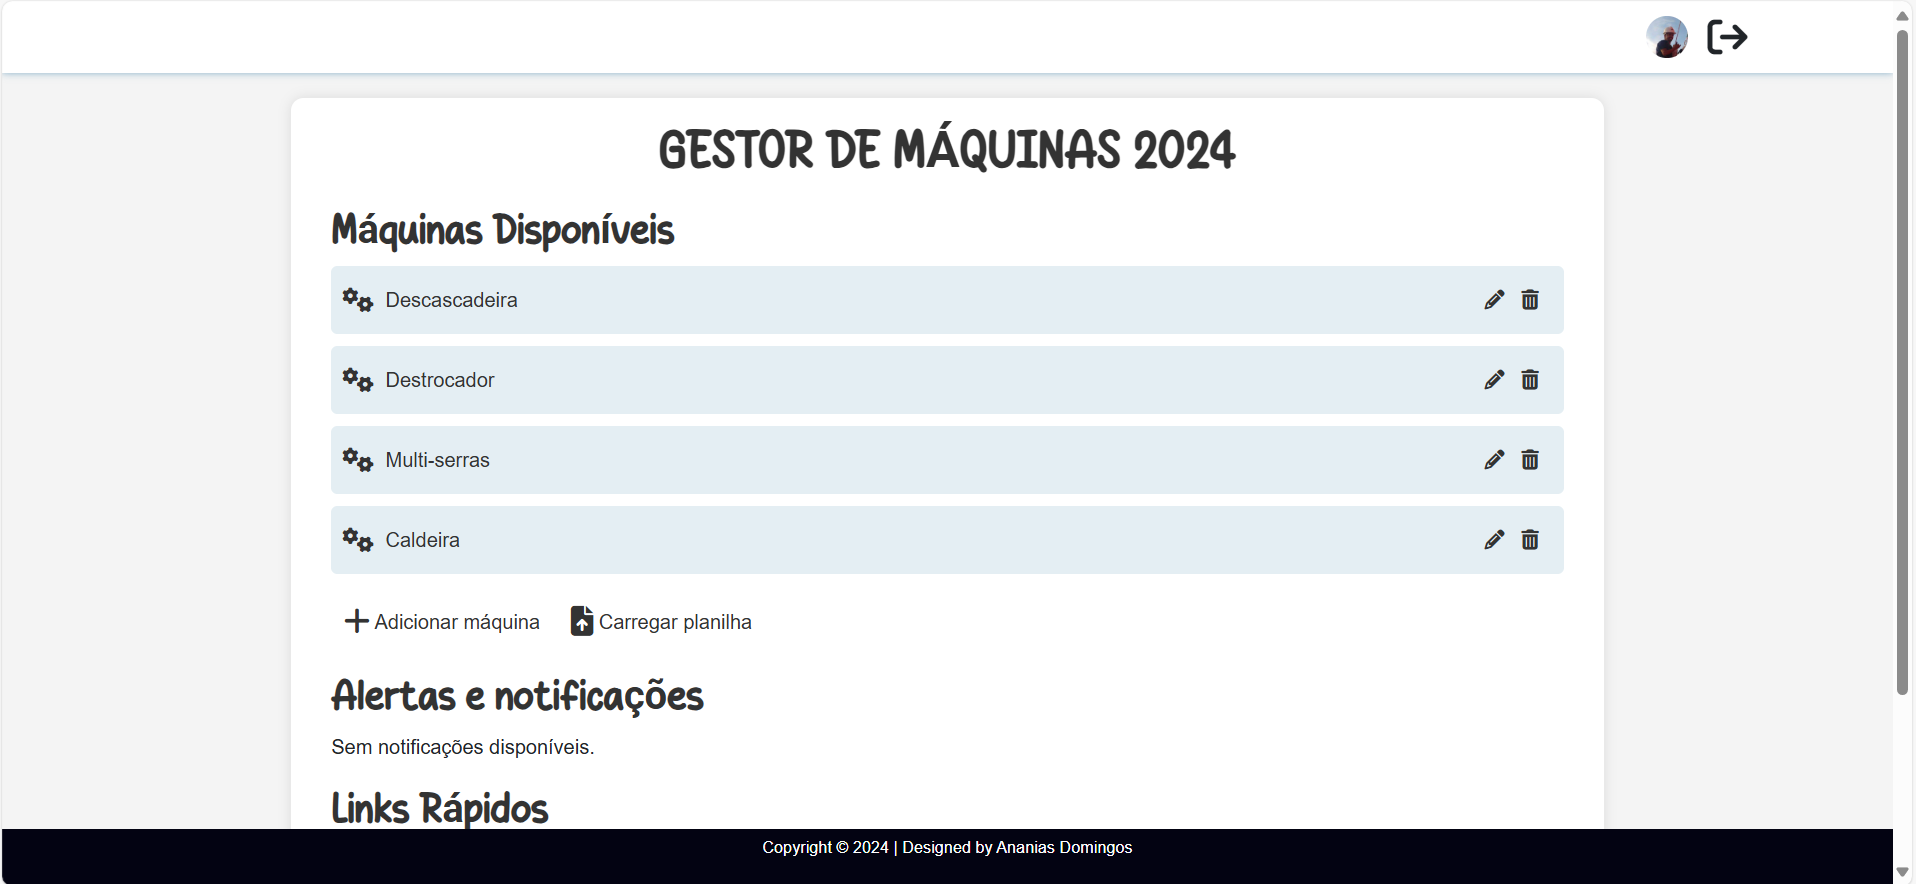 GESTOR DE MÁQUINAS 2024
Máquinas Disponíveis
Descascadeira
Destrocador
Multi-serras
Caldeira
Adicionar máquina Carregar planilha
Alertas e notificações
Sem notificações disponíveis.
Links Rápidos
Copyright © 2024 | Designed by Ananias Domingos